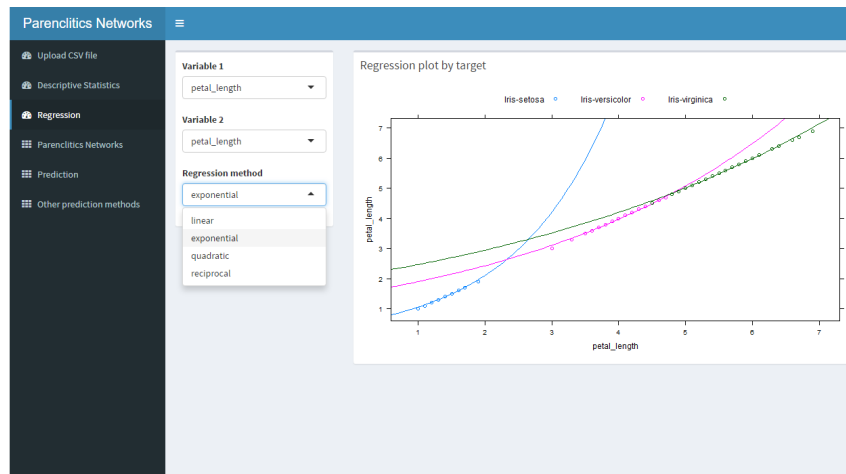 Parenclitics Networks
Upload CSV file
Descriptive Statistics
Regression
Parenclitics Networks
Prediction
Other prediction methods
Variable 1
petal_length
Variable 2
petal_length
Regression method
exponential
linear
exponential
quadratic
reciprocal
Regression plot by target
Iris-setosa Iris-versicolor Iris-virginica
7
6
5
4
3
2
1
petal_length
1 2 3 4 5 6 7
petal_length